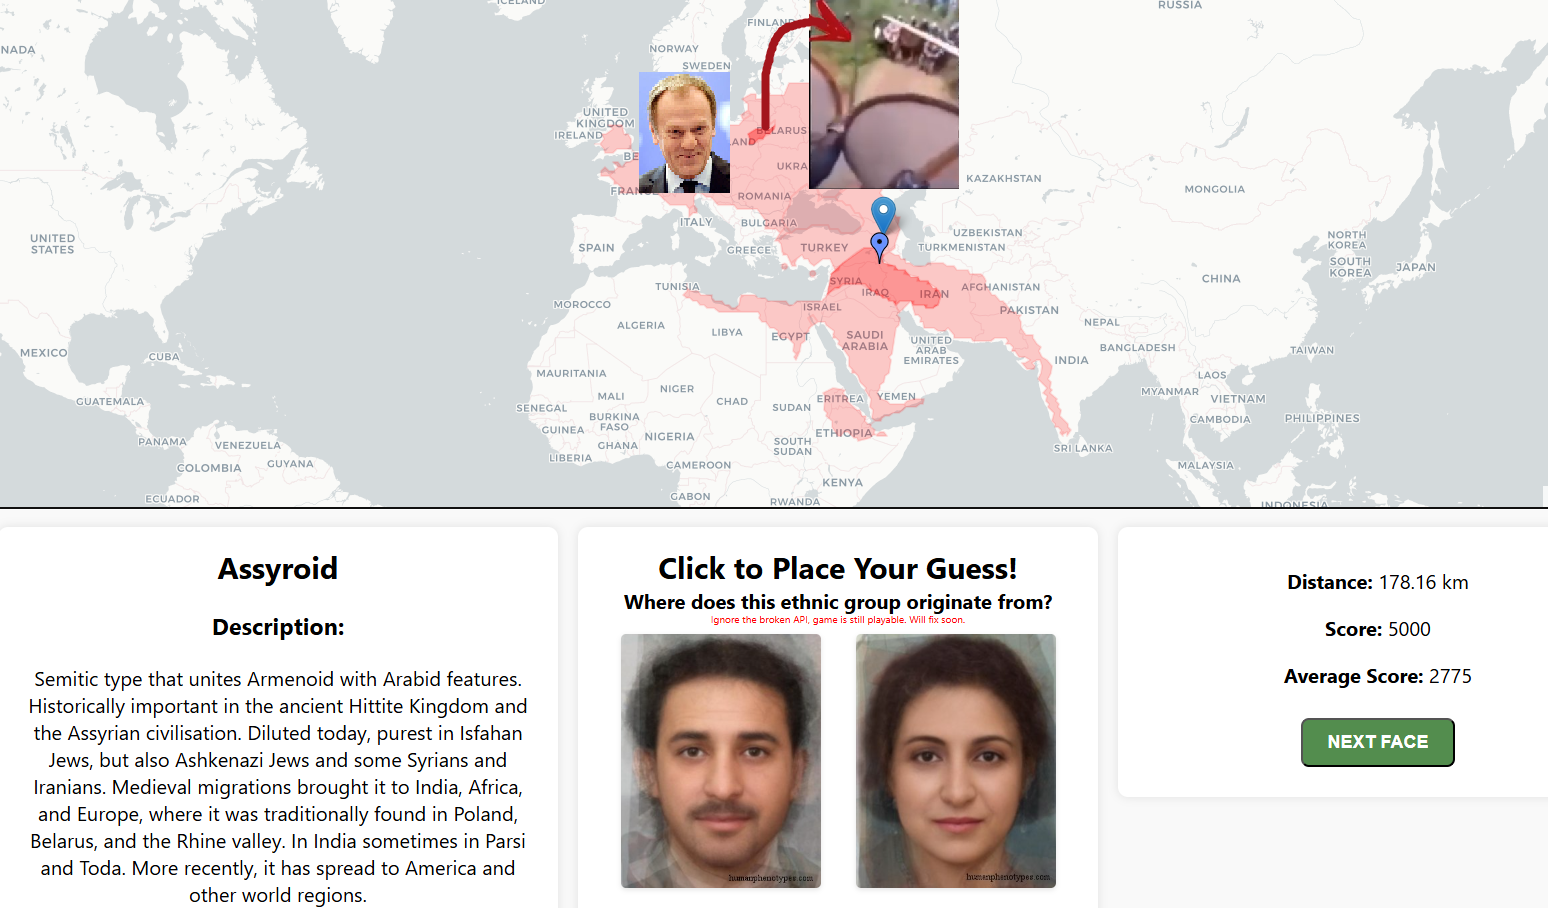 ICELAND
RUSSIA
NADA
FINLAN
NORWAY
SWEDEN
UNITED
KINGDOM
IRELAND
BELARUS
AND
BE
UKRA
KAZAKHSTAN
MONGOLIA
FRANCE
ROMANIA
ITALY
BULGARIA
UZBEKISTAN
NORTH
KOREA
UNITED
STATES
SPAIN
GREECE
TURKEY
TURKMENISTAN
SOUTH
KOREA
JAPAN
CHINA
TUNISIA
SYRIA
IRAQ
IRAN
AFGHANISTAN
MOROCCO
ISRAEL
PAKISTAN
ALGERIA
LIBYA
EGYPT
SAUDI
ARABIA
NEPAL
UNITED
ARAB
EMIRATES
BANGLADESH
TAIWAN
MEXICO
CUBA
INDIA
MAURITANIA
LAOS
MYANMAR
VIETNAM
GUATEMALA
SENEGAL
MALI
NIGER
CHAD
SUDAN
ERITREA
YEMEN
BURKINA
FASO
CAMBODIA
PHILIPPINES
GUINEA
GHANA
NIGERIA
ETHIOPIA
PANAMA
VENEZUELA
SOUTH
SUDAN
SRI LANKA
LIBERIA
COLOMBIA
GUYANA
CAMEROON
MALAYSIA
KENYA
ECUADOR
GABON
RWANDA
INDONESIA
Assyroid
Description:
Semitic type that unites Armenoid with Arabid features.
Historically important in the ancient Hittite Kingdom and
the Assyrian civilisation. Diluted today, purest in Isfahan
Jews, but also Ashkenazi Jews and some Syrians and
Iranians. Medieval migrations brought it to India, Africa,
and Europe, where it was traditionally found in Poland,
Belarus, and the Rhine valley. In India sometimes in Parsi
and Toda. More recently, it has spread to America and
other world regions.
Click to Place Your Guess!
Where does this ethnic group originate from?
Ignore the broken API, game is still playable. Will fix soon.
humanphenotypes.com
humanphenotypes.com
Distance: 178.16 km
Score: 5000
Average Score: 2775
NEXT FACE